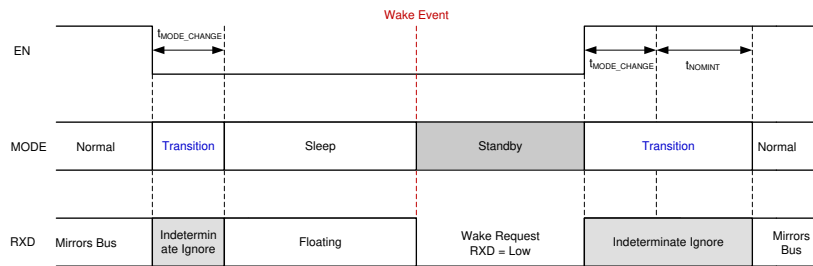 Wake Event
EN
tMODE_CHANGE
tMODE_CHANGE
tNOMINT
MODE
Normal
Transition
Sleep
Standby
Transition
Normal
RXD
Mirrors Bus
Indetermin
ate Ignore
Floating
Wake Request
RXD = Low
Indeterminate Ignore
Mirrors
Bus